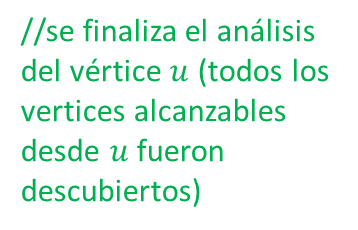 //se finaliza el análisis
del vértice 𝑢 (todos los
vertices alcanzables
desde 𝑢 fueron
descubiertos)